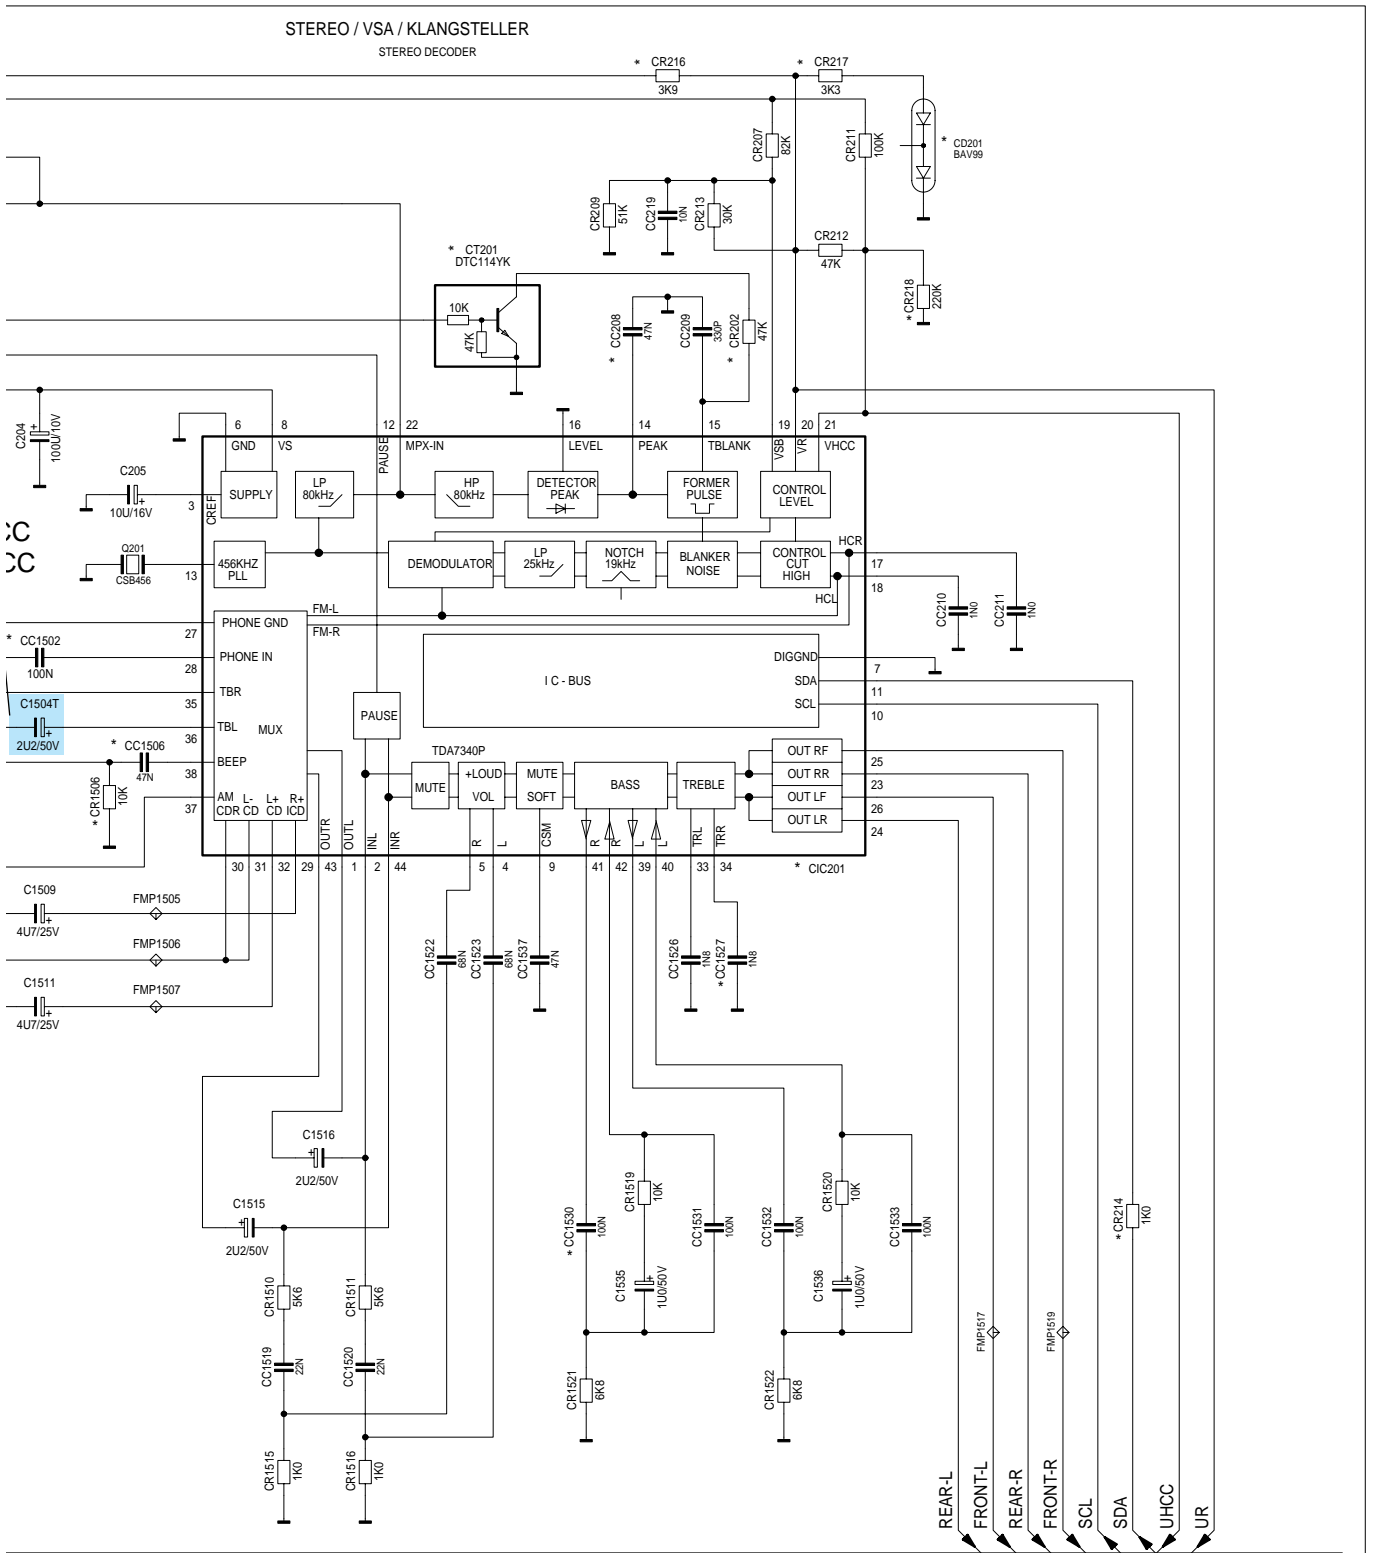 STEREO / VSA / KLANGSTELLER
STEREO DECODER
* CR216
3K9
* CR217
3K3
CR207
82K
CR211
100K
* CD201
BAV99
CR209
51K
CC219
10N
CR213
30K
CR212
47K
* CR218
220K
* CT201
DTC114YK
10K
47K
* CC208
47N
CC209
330P
* CR202
47K
C204
+
100U/10V
6
8
12
22
16
14
15
19
20
21
GND
VS
PAUSE
MPX-IN
LEVEL
PEAK
TBLANK
VSB
VR
VHCC
C205
+
10U/16V
3
CREF
SUPPLY
LP
80kHz
HP
80kHz
DETECTOR
PEAK
FORMER
PULSE
CONTROL
LEVEL
CC
CC
Q201
CSB456
13
456KHZ
PLL
DEMODULATOR
LP
25kHz
NOTCH
19kHz
BLANKER
NOISE
CONTROL
CUT
HIGH
HCR
HCL
17
18
CC210
1N0
CC211
1N0
FM-L
FM-R
PHONE GND
27
* CC1502
100N
PHONE IN
28
TBR
35
C1504T
+
2U2/50V
TBL
36
MUX
* CC1506
47N
BEEP
38
* CR1506
10K
AM
37
CDR
L-
CD
L+
CD
R+
ICD
OUTR
OUTL
INL
INR
I C - BUS
DIGGND
7
SDA
11
SCL
10
PAUSE
TDA7340P
MUTE
+LOUD
VOL
MUTE
SOFT
BASS
TREBLE
OUT RF
25
OUT RR
23
OUT LF
26
OUT LR
24
R
L
CSM
R
R
L
L
TRL
TRR
* CIC201
30
31
32
29
43
1
2
44
5
4
9
41
42
39
40
33
34
C1509
+
4U7/25V
FMP1505
FMP1506
C1511
+
4U7/25V
FMP1507
CC1522
68N
CC1523
68N
CC1537
47N
CC1526
1N8
* CC1527
1N8
C1516
+
2U2/50V
C1515
+
2U2/50V
CR1510
5K6
CR1511
5K6
CC1519
22N
CC1520
22N
CR1515
1K0
CR1516
1K0
* CC1530
100N
CR1519
10K
CC1531
100N
C1535
+
1U0/50V
CR1521
6K8
CC1532
100N
CR1520
10K
CC1533
100N
C1536
+
1U0/50V
CR1522
6K8
* CR214
1K0
FMP1517
FMP1519
REAR-L
FRONT-L
REAR-R
FRONT-R
SCL
SDA
UHCC
UR